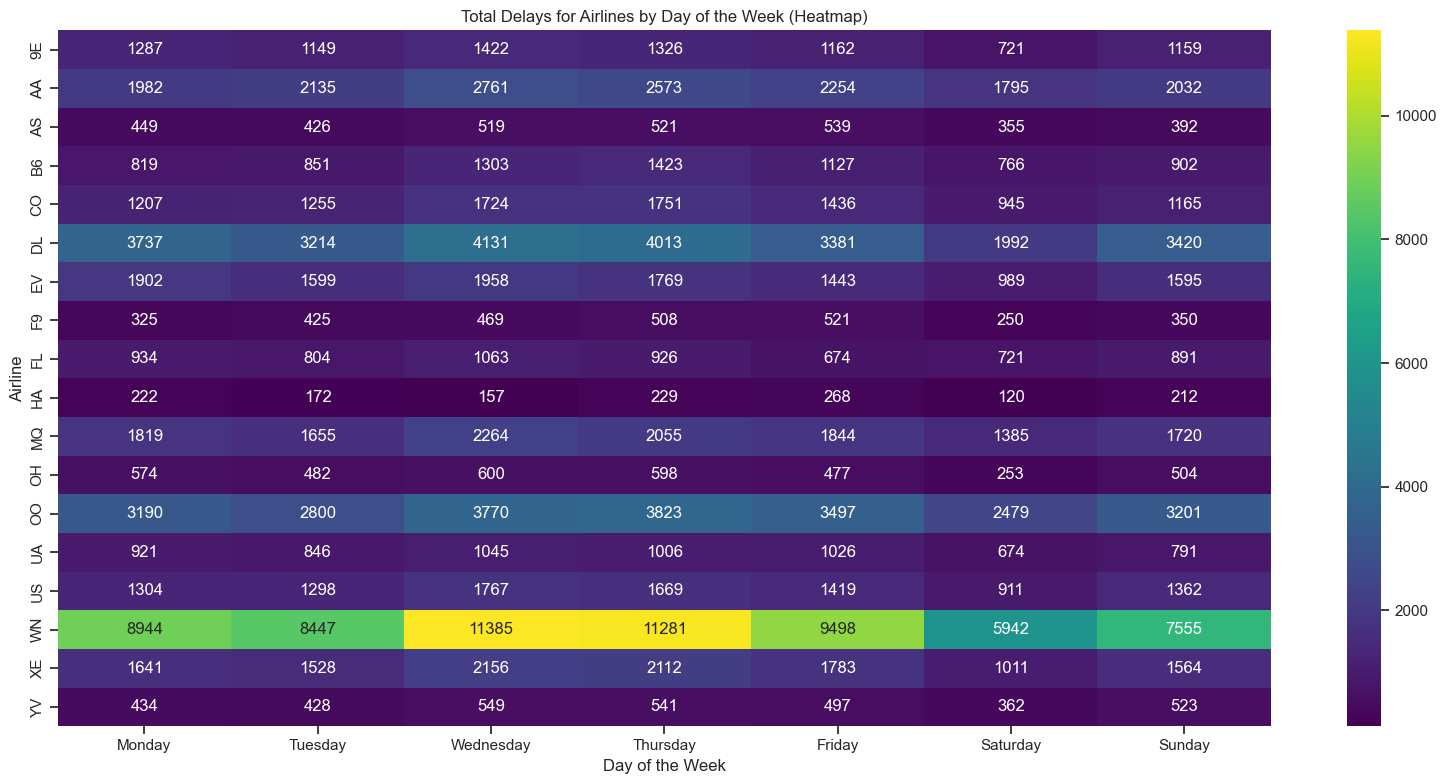 Total Delays for Airlines by Day of the Week (Heatmap)
9E 1287 1149 1422 1326 1162 721 1159
AA 1982 2135 2761 2573 2254 1795 2032
AS 449 426 519 521 539 355 392
B6 819 851 1303 1423 1127 766 902
CO 1207 1255 1724 1751 1436 945 1165
DL 3737 3214 4131 4013 3381 1992 3420
EV 1902 1599 1958 1769 1443 989 1595
F9 325 425 469 508 521 250 350
FL 934 804 1063 926 674 721 891
HA 222 172 157 229 268 120 212
MQ 1819 1655 2264 2055 1844 1385 1720
OH 574 482 600 598 477 253 504
OO 3190 2800 3770 3823 3497 2479 3201
UA 921 846 1045 1006 1026 674 791
US 1304 1298 1767 1669 1419 911 1362
WN 8944 8447 11385 11281 9498 5942 7555
XE 1641 1528 2156 2112 1783 1011 1564
YV 434 428 549 541 497 362 523
Monday Tuesday Wednesday Thursday Friday Saturday Sunday
Day of the Week
Airline
10000
8000
6000
4000
2000